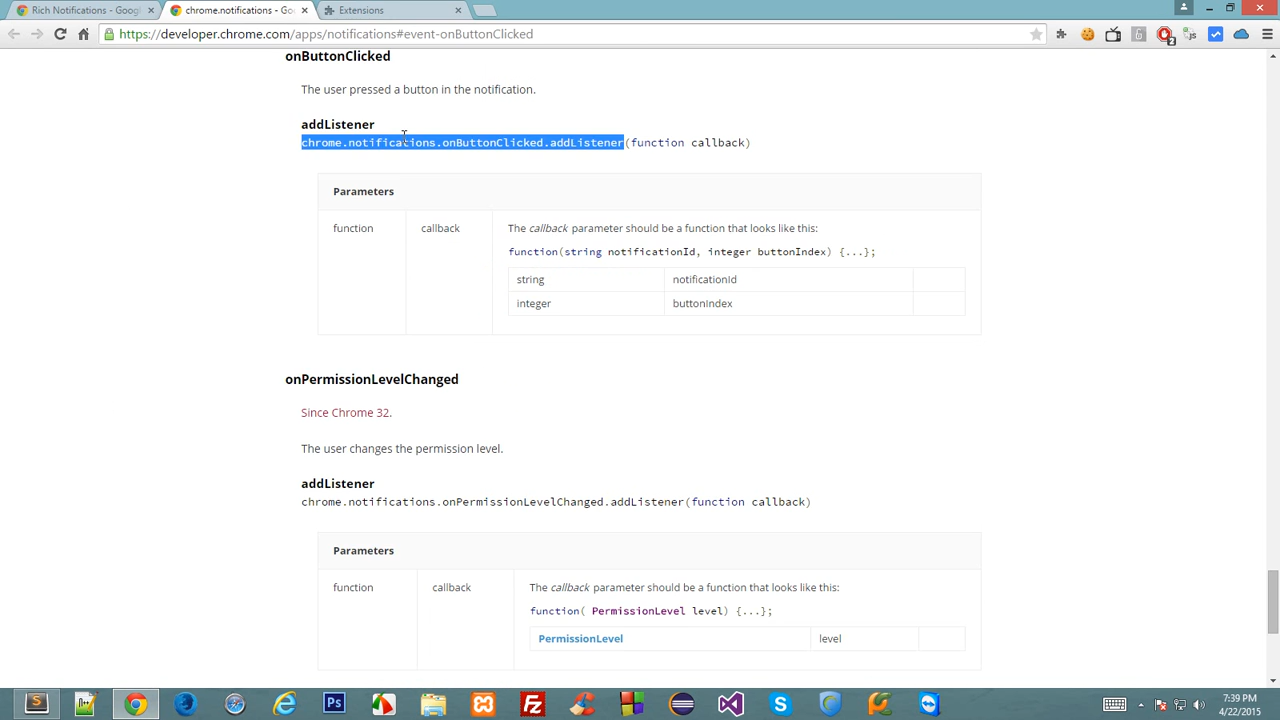 Rich Notifications - Googl
chrome.notifications - Go
Extensions
https://developer.chrome.com/apps/notifications#event-onButtonClicked
2
onButtonClicked
The user pressed a button in the notification.
addListener
chrome.notifications.onButtonClicked.addListener(function callback)
Parameters
function callback The callback parameter should be a function that looks like this:
function(string notificationId, integer buttonIndex) {...};
string notificationId
integer buttonIndex
onPermissionLevelChanged
Since Chrome 32.
The user changes the permission level.
addListener
chrome.notifications.onPermissionLevelChanged.addListener(function callback)
Parameters
function callback The callback parameter should be a function that looks like this:
function( PermissionLevel level) {...};
PermissionLevel level
Ps
Fz
7:39 PM
4/22/2015